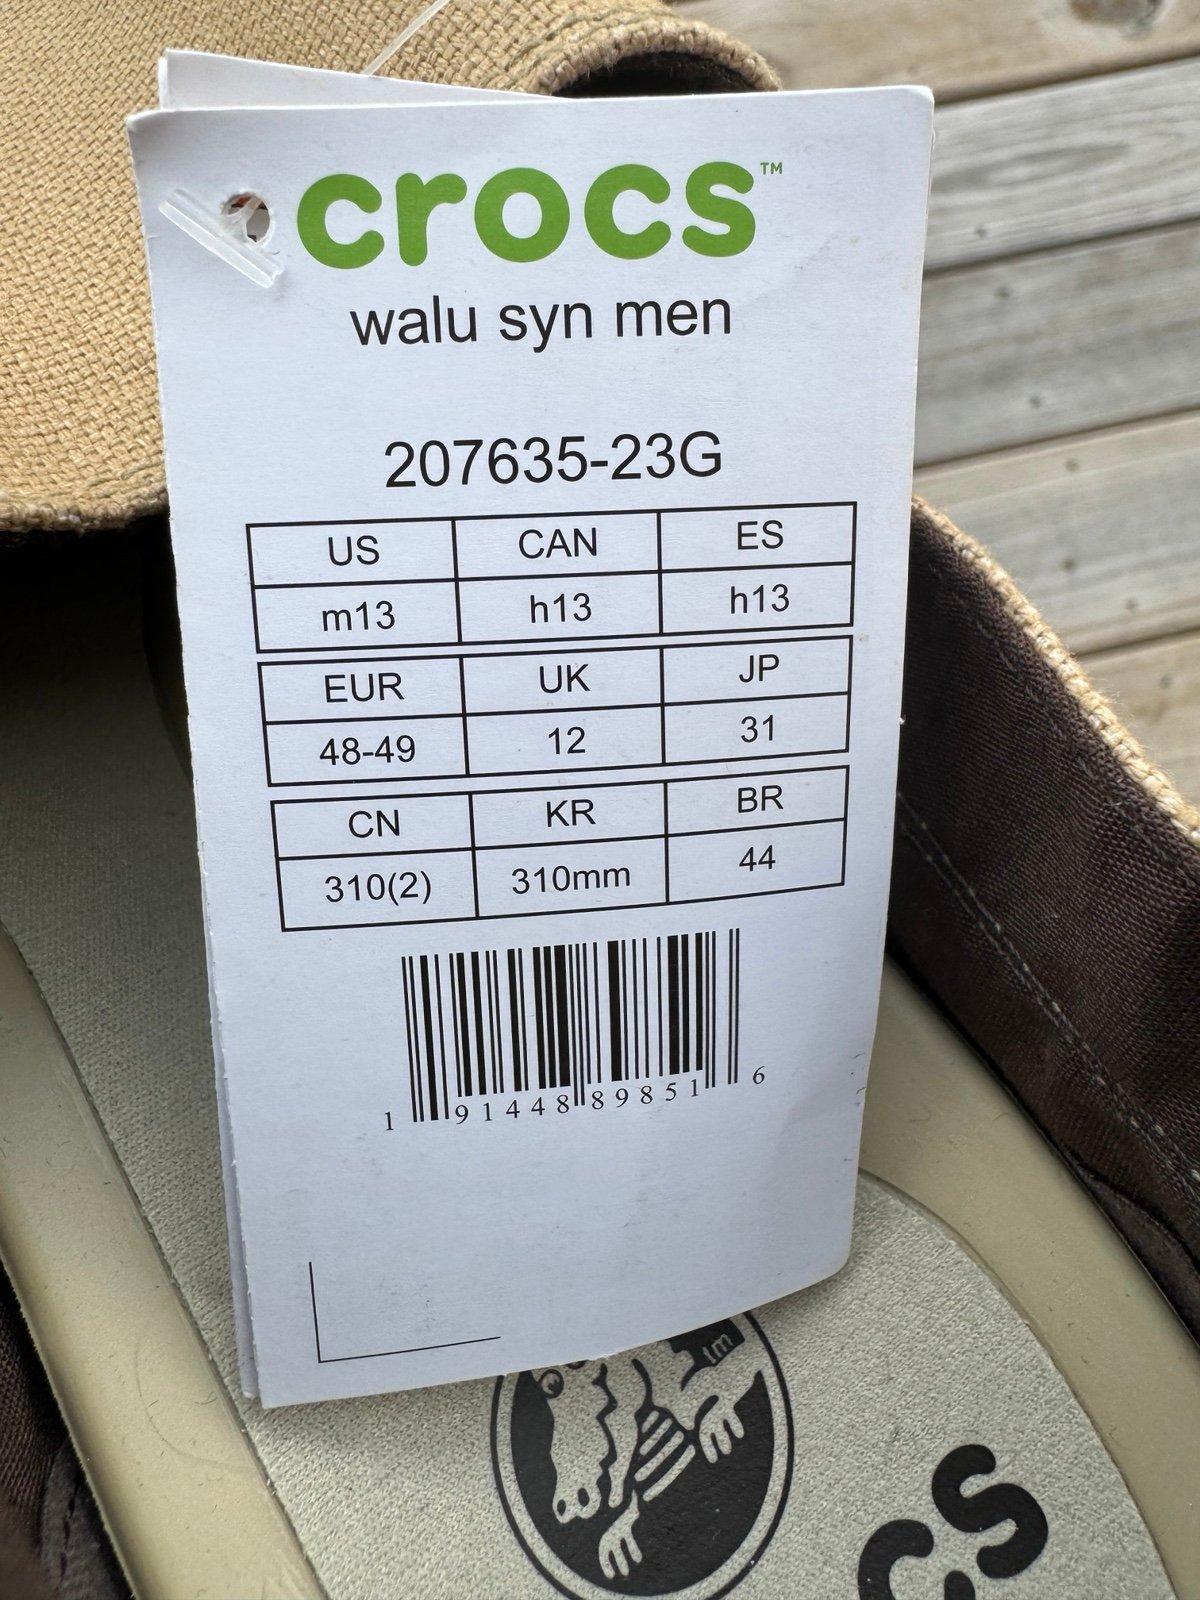 crocs™
walu syn men
207635-23G
US CAN ES
m13 h13 h13
EUR UK JP
48-49 12 31
CN KR BR
310(2) 310mm 44
1 91448 89851 6
cs